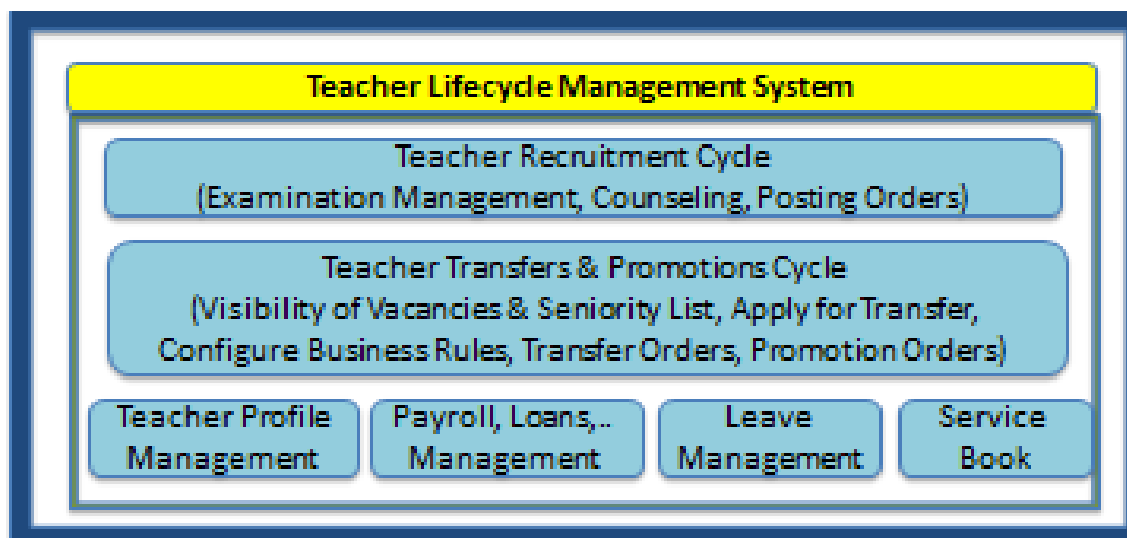 Teacher Lifecycle Management System
Teacher Recruitment Cycle
(Examination Management, Counseling, Posting Orders)
Teacher Transfers & Promotions Cycle
(Visibility of Vacancies & Seniority List, Apply for Transfer,
Configure Business Rules, Transfer Orders, Promotion Orders)
Teacher Profile
Management
Payroll, Loans,..
Management
Leave
Management
Service
Book